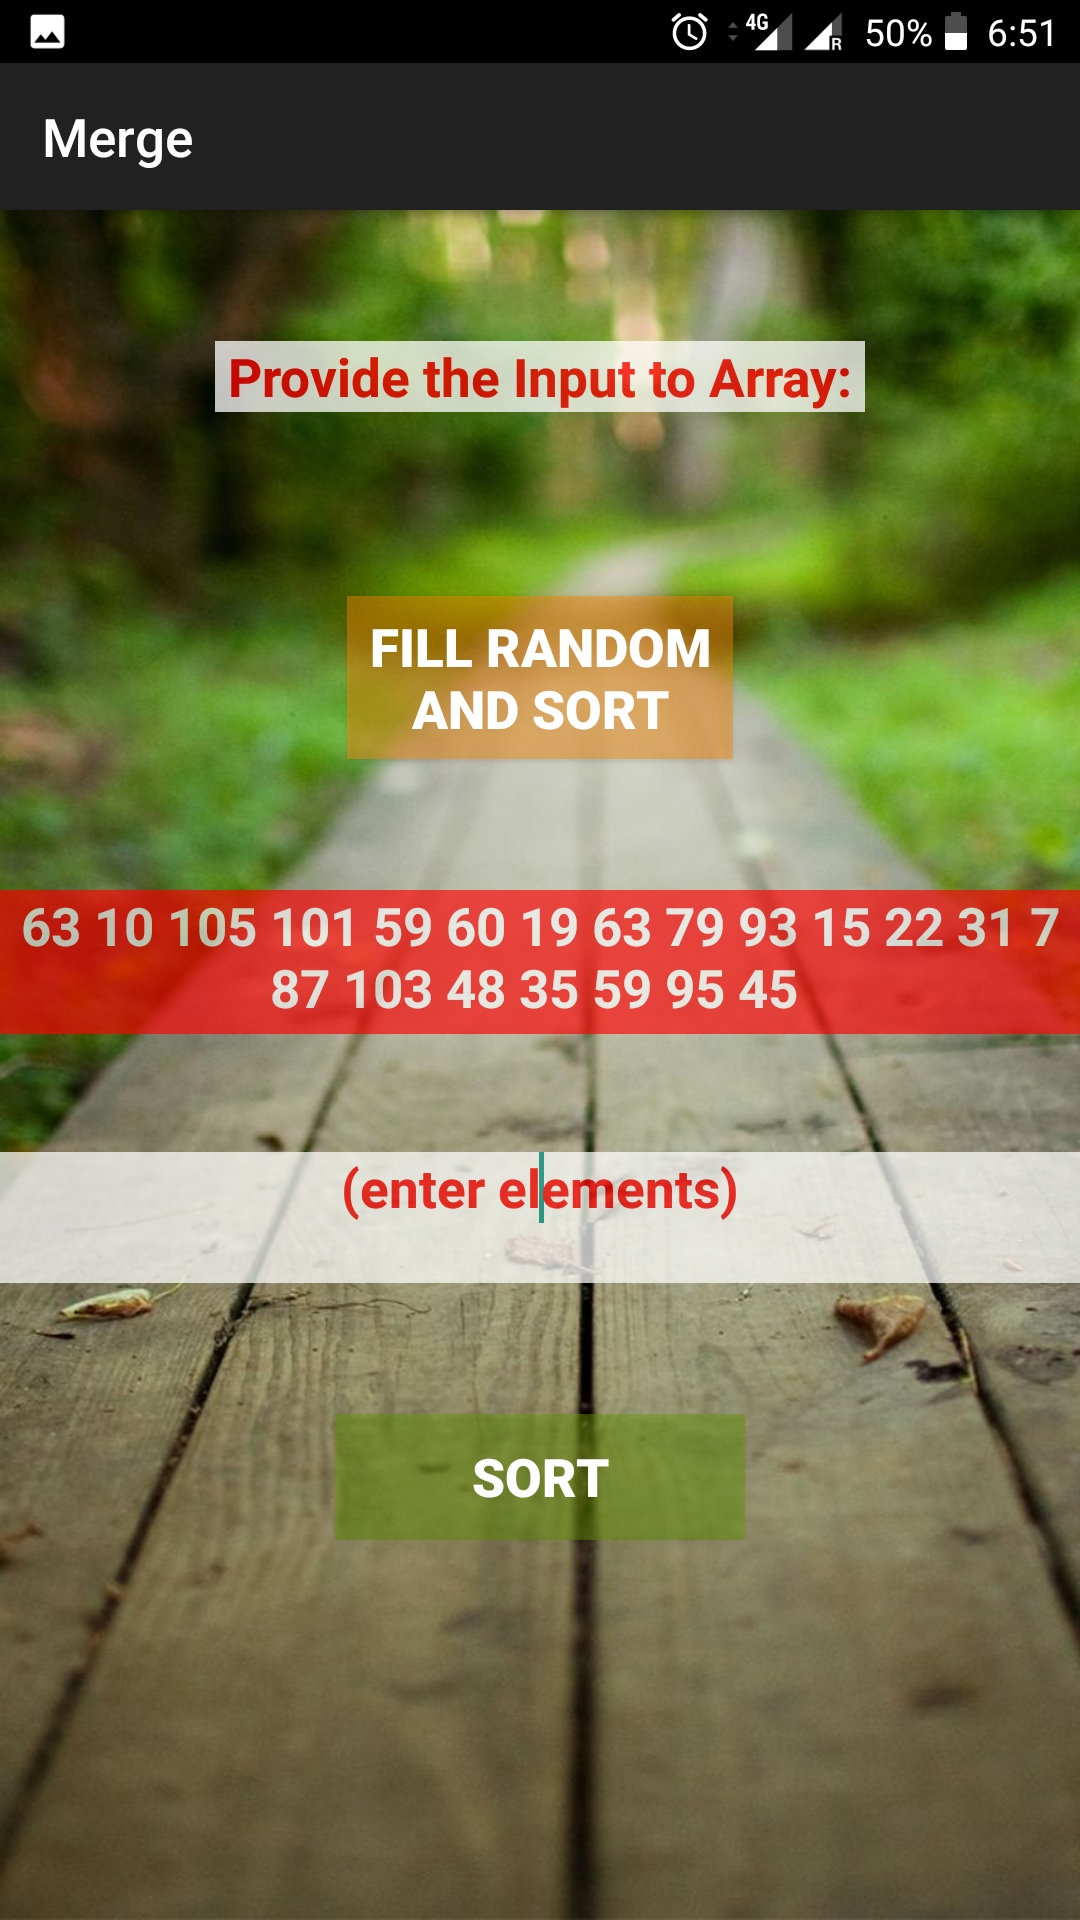 4G R 50% 6:51
Merge
Provide the Input to Array:
FILL RANDOM
AND SORT
63 10 105 101 59 60 19 63 79 93 15 22 31 7
87 103 48 35 59 95 45
(enter elements)
SORT